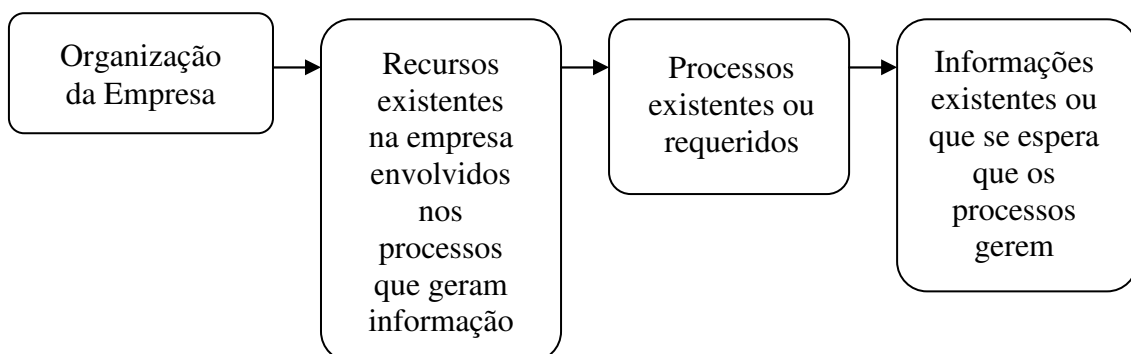 Organização
da Empresa
Recursos
existentes
na empresa
envolvidos
nos
processos
que geram
informação
Processos
existentes ou
requeridos
Informações
existentes ou
que se espera
que os
processos
gerem